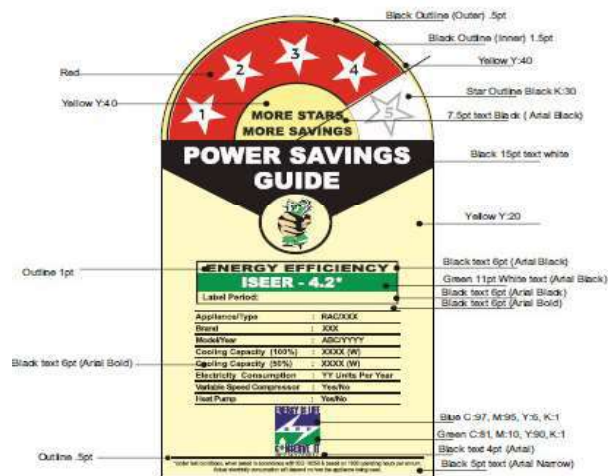 Black Outline (Outer) .5pt
Black Outline (Inner) 1.5pt
Yellow Y:40
Red
Star Outline Black K:30
Yellow Y:40
7.5pt text Black ( Arial Black)
1
2
3
4
5
MORE STARS
MORE SAVINGS
POWER SAVINGS
GUIDE
Black 15pt text white
Yellow Y:20
ENERGY EFFICIENCY
ISEER - 4.2*
Label Period:
Outline 1pt
Black text 6pt (Arial Black)
Green 11pt White text (Arial Black)
Black text 6pt (Arial Black)
Black text 6pt (Arial Bold)
Appliance/Type : RAC/XXX
Brand : XXX
Model/Year : ABC/YYYY
Cooling Capacity (100%) : XXXX (W)
Cooling Capacity (50%) : XXXX (W)
Electricity Consumption : YY Units Per Year
Variable Speed Compressor : Yes/No
Heat Pump : Yes/No
Black text 6pt (Arial Bold)
ENERGY IS LIFE
CONSERVE IT
Blue C:97, M:95, Y:6, K:1
Green C:81, M:10, Y:90, K:1
Black text 4pt (Arial)
Outline .5pt
Black 5pt text (Arial Narrow)